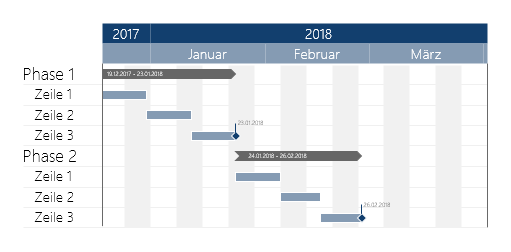 2017 2018
Januar Februar März
Phase 1 19.12.2017 - 23.01.2018
Zeile 1
Zeile 2
Zeile 3 23.01.2018
Phase 2 24.01.2018 - 26.02.2018
Zeile 1
Zeile 2
Zeile 3 26.02.2018